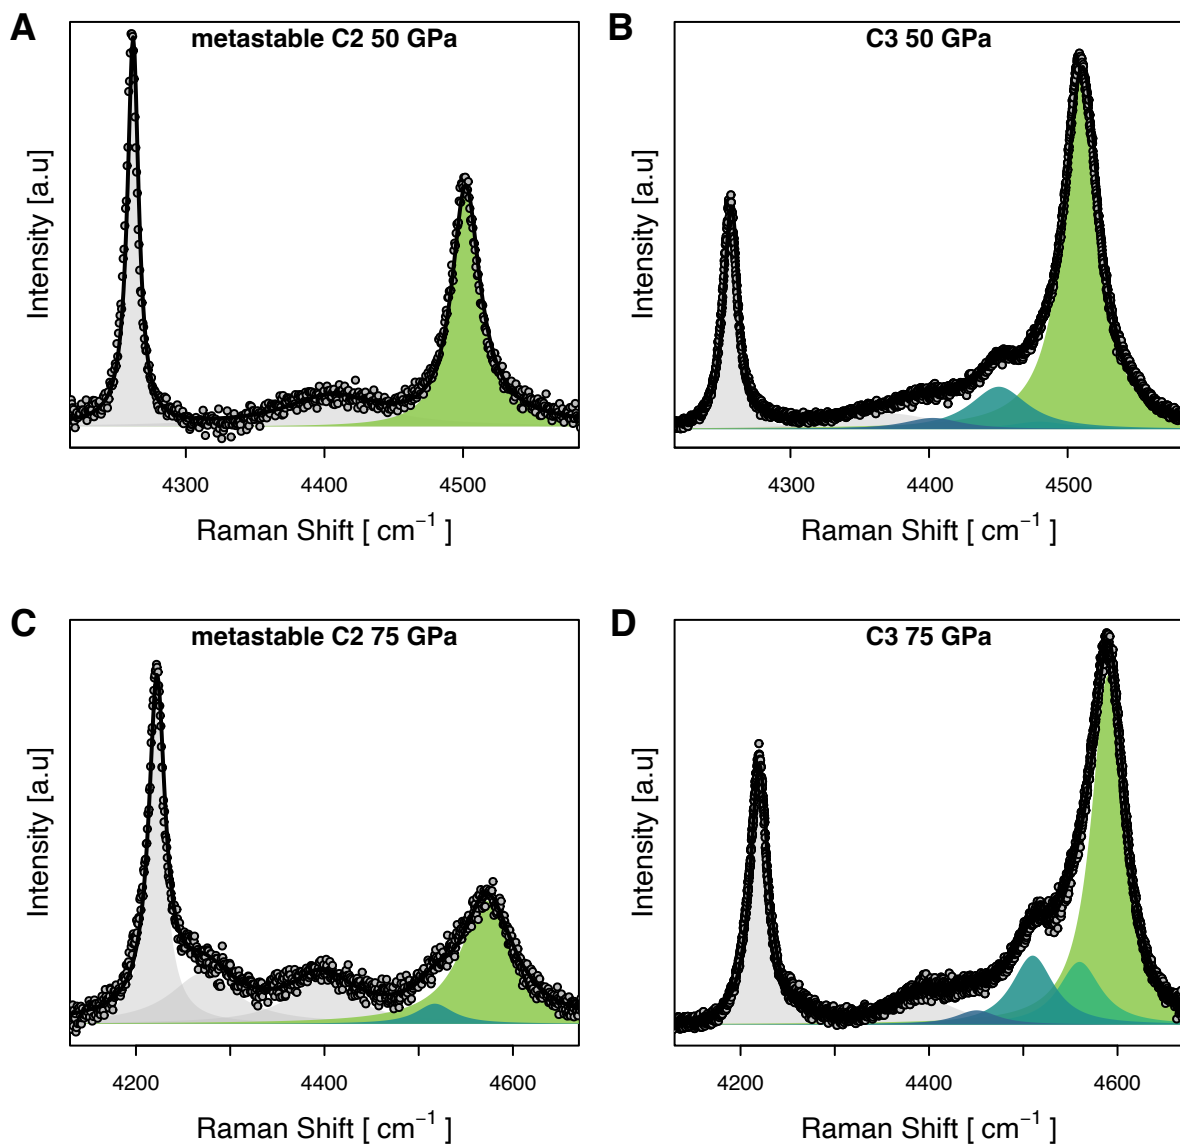 A
metastable C2 50 GPa
Intensity [a.u]
4300 4400 4500
Raman Shift [ cm⁻¹ ]
B
C3 50 GPa
Intensity [a.u]
4300 4400 4500
Raman Shift [ cm⁻¹ ]
C
metastable C2 75 GPa
Intensity [a.u]
4200 4400 4600
Raman Shift [ cm⁻¹ ]
D
C3 75 GPa
Intensity [a.u]
4200 4400 4600
Raman Shift [ cm⁻¹ ]